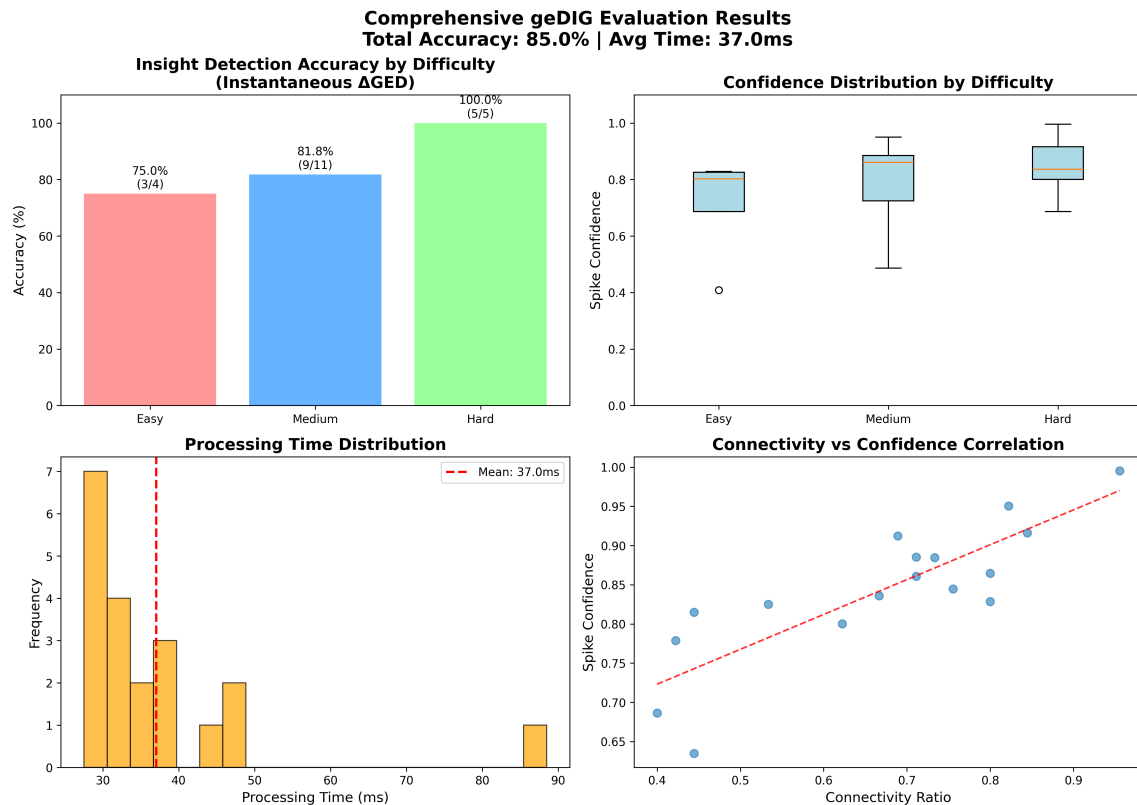 Comprehensive geDIG Evaluation Results
Total Accuracy: 85.0% | Avg Time: 37.0ms
Insight Detection Accuracy by Difficulty
(Instantaneous ΔGED)
Accuracy (%)
100
80
60
40
20
0
75.0%
(3/4)
81.8%
(9/11)
100.0%
(5/5)
Easy
Medium
Hard
Confidence Distribution by Difficulty
Spike Confidence
1.0
0.8
0.6
0.4
0.2
0.0
Easy
Medium
Hard
Processing Time Distribution
Frequency
7
6
5
4
3
2
1
0
Mean: 37.0ms
30
40
50
60
70
80
90
Processing Time (ms)
Connectivity vs Confidence Correlation
Spike Confidence
1.00
0.95
0.90
0.85
0.80
0.75
0.70
0.65
0.4
0.5
0.6
0.7
0.8
0.9
Connectivity Ratio